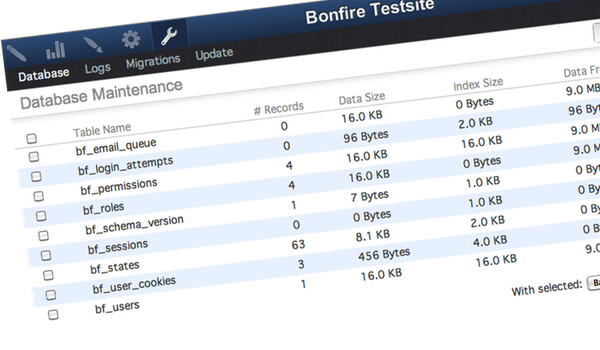 Bonfire Testsite
Database Logs Migrations Update
Database Maintenance
Table Name # Records Data Size Index Size Data Fr
bf_email_queue 0 16.0 KB 0 Bytes 9.0 MB
bf_login_attempts 0 96 Bytes 2.0 KB 96 By
bf_permissions 4 16.0 KB 16.0 KB 9.0 M
bf_roles 4 16.0 KB 0 Bytes 9.0 M
bf_schema_version 1 7 Bytes 1.0 KB 0 By
bf_sessions 0 0 Bytes 1.0 KB 0 By
bf_states 63 8.1 KB 2.0 KB 0 B
bf_user_cookies 3 456 Bytes 4.0 KB 0 B
bf_users 1 16.0 KB 16.0 KB 9.0
With selected: Ba